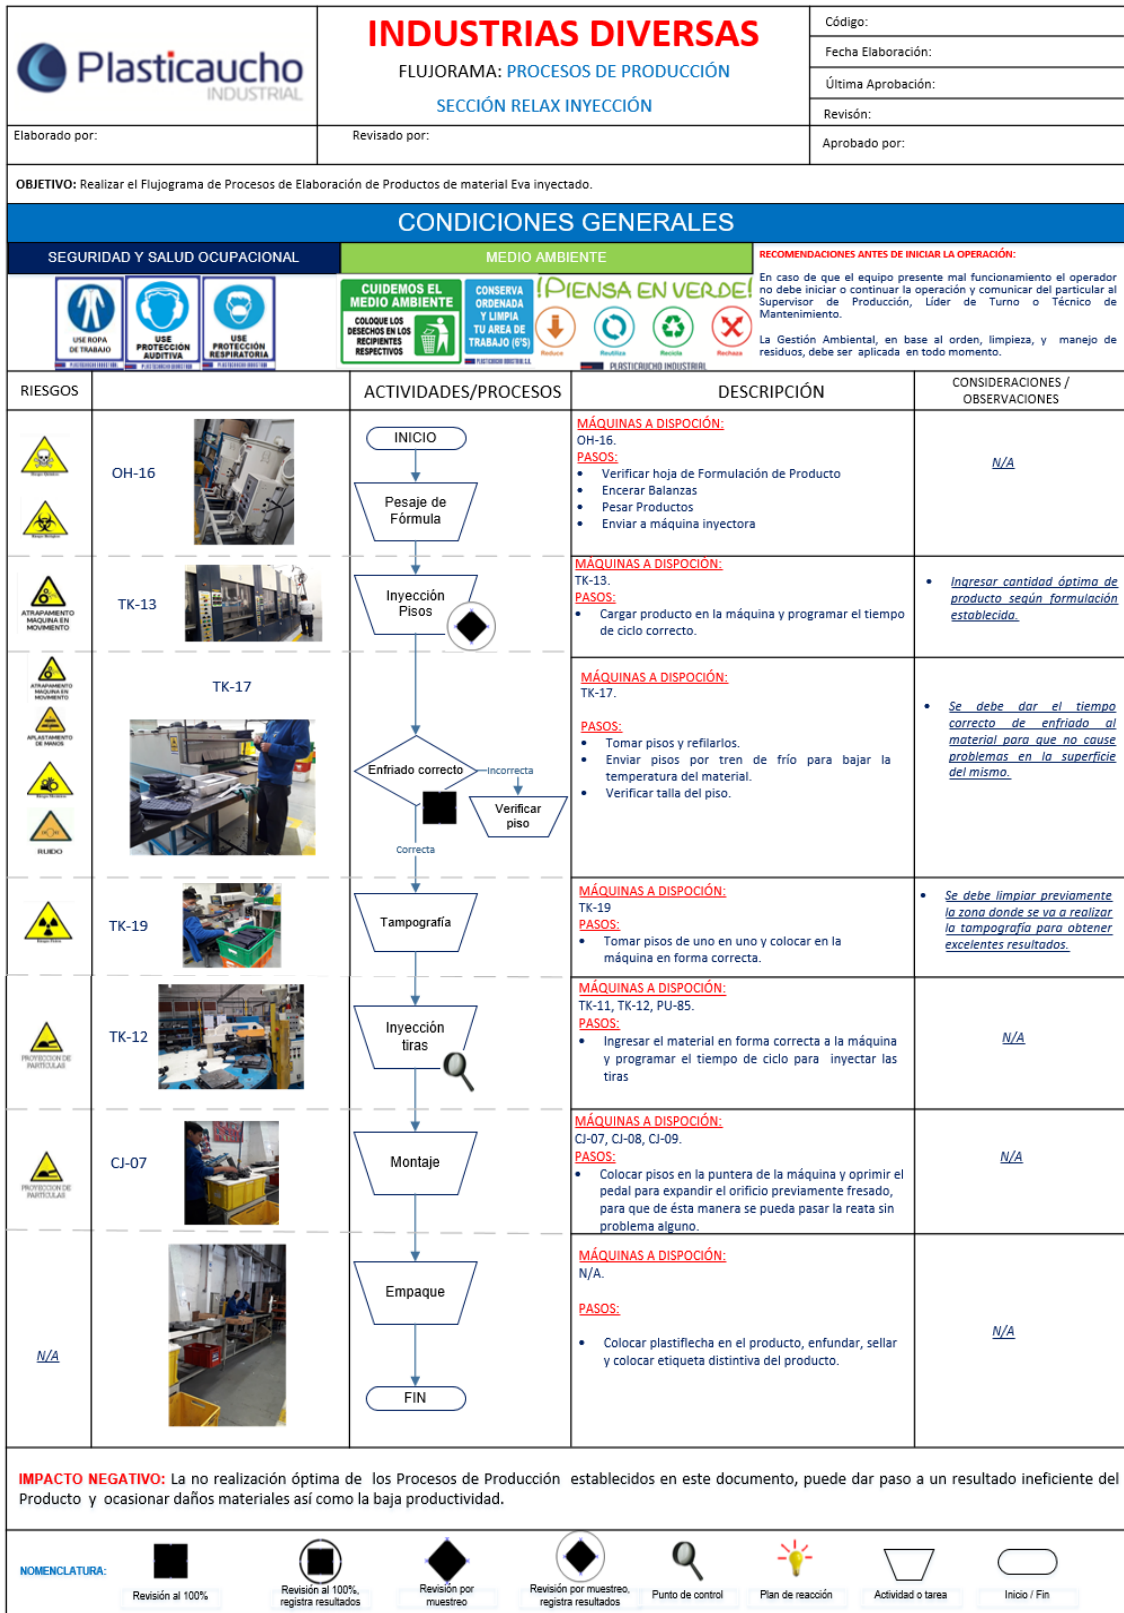 Plasticaucho
INDUSTRIAL
INDUSTRIAS DIVERSAS
FLUJORAMA: PROCESOS DE PRODUCCIÓN
SECCIÓN RELAX INYECCIÓN
Código:
Fecha Elaboración:
Última Aprobación:
Revisón:
Elaborado por:
Revisado por:
Aprobado por:
OBJETIVO: Realizar el Flujograma de Procesos de Elaboración de Productos de material Eva inyectado.
CONDICIONES GENERALES
SEGURIDAD Y SALUD OCUPACIONAL
MEDIO AMBIENTE
USE ROPA
DE TRABAJO
USE
PROTECCIÓN
AUDITIVA
USE
PROTECCIÓN
RESPIRATORIA
CUIDEMOS EL
MEDIO AMBIENTE
COLOQUE LOS
DESECHOS EN LOS
RECIPIENTES
RESPECTIVOS
CONSERVA
ORDENADA
Y LIMPIA
TU AREA DE
TRABAJO (6'S)
¡PIENSA EN VERDE!
Reduce
Reutiliza
Recicla
Rechaza
PLASTICAUCHO INDUSTRIAL
RECOMENDACIONES ANTES DE INICIAR LA OPERACIÓN:
En caso de que el equipo presente mal funcionamiento el operador
no debe iniciar o continuar la operación y comunicar del particular al
Supervisor de Producción, Líder de Turno o Técnico de
Mantenimiento.
La Gestión Ambiental, en base al orden, limpieza, y manejo de
residuos, debe ser aplicada en todo momento.
RIESGOS
ACTIVIDADES/PROCESOS
DESCRIPCIÓN
CONSIDERACIONES /
OBSERVACIONES
OH-16
INICIO
Pesaje de
Fórmula
MÁQUINAS A DISPOCIÓN:
OH-16.
PASOS:
• Verificar hoja de Formulación de Producto
• Encerar Balanzas
• Pesar Productos
• Enviar a máquina inyectora
N/A
ATRAPAMIENTO
MAQUINA EN
MOVIMIENTO
TK-13
Inyección
Pisos
MÁQUINAS A DISPOCIÓN:
TK-13.
PASOS:
• Cargar producto en la máquina y programar el tiempo
de ciclo correcto.
• Ingresar cantidad óptima de
producto según formulación
establecida.
ATRAPAMIENTO
MAQUINA EN
MOVIMIENTO
APLASTAMIENTO
DE MANOS
RUIDO
TK-17
Enfriado correcto
Incorrecta
Verificar
piso
Correcta
MÁQUINAS A DISPOCIÓN:
TK-17.
PASOS:
• Tomar pisos y refilarlos.
• Enviar pisos por tren de frío para bajar la
temperatura del material.
• Verificar talla del piso.
• Se debe dar el tiempo
correcto de enfriado al
material para que no cause
problemas en la superficie
del mismo.
TK-19
Tampografía
MÁQUINAS A DISPOCIÓN:
TK-19
PASOS:
• Tomar pisos de uno en uno y colocar en la
máquina en forma correcta.
• Se debe limpiar previamente
la zona donde se va a realizar
la tampografía para obtener
excelentes resultados.
PROYECCION DE
PARTÍCULAS
TK-12
Inyección
tiras
MÁQUINAS A DISPOCIÓN:
TK-11, TK-12, PU-85.
PASOS:
• Ingresar el material en forma correcta a la máquina
y programar el tiempo de ciclo para inyectar las
tiras
N/A
PROYECCION DE
PARTÍCULAS
CJ-07
Montaje
MÁQUINAS A DISPOCIÓN:
CJ-07, CJ-08, CJ-09.
PASOS:
• Colocar pisos en la puntera de la máquina y oprimir el
pedal para expandir el orificio previamente fresado,
para que de ésta manera se pueda pasar la reata sin
problema alguno.
N/A
N/A
Empaque
FIN
MÁQUINAS A DISPOCIÓN:
N/A.
PASOS:
• Colocar plastiflecha en el producto, enfundar, sellar
y colocar etiqueta distintiva del producto.
N/A
IMPACTO NEGATIVO: La no realización óptima de los Procesos de Producción establecidos en este documento, puede dar paso a un resultado ineficiente del
Producto y ocasionar daños materiales así como la baja productividad.
NOMENCLATURA:
Revisión al 100%
Revisión al 100%,
registra resultados
Revisión por
muestreo
Revisión por muestreo,
registra resultados
Punto de control
Plan de reacción
Actividad o tarea
Inicio / Fin